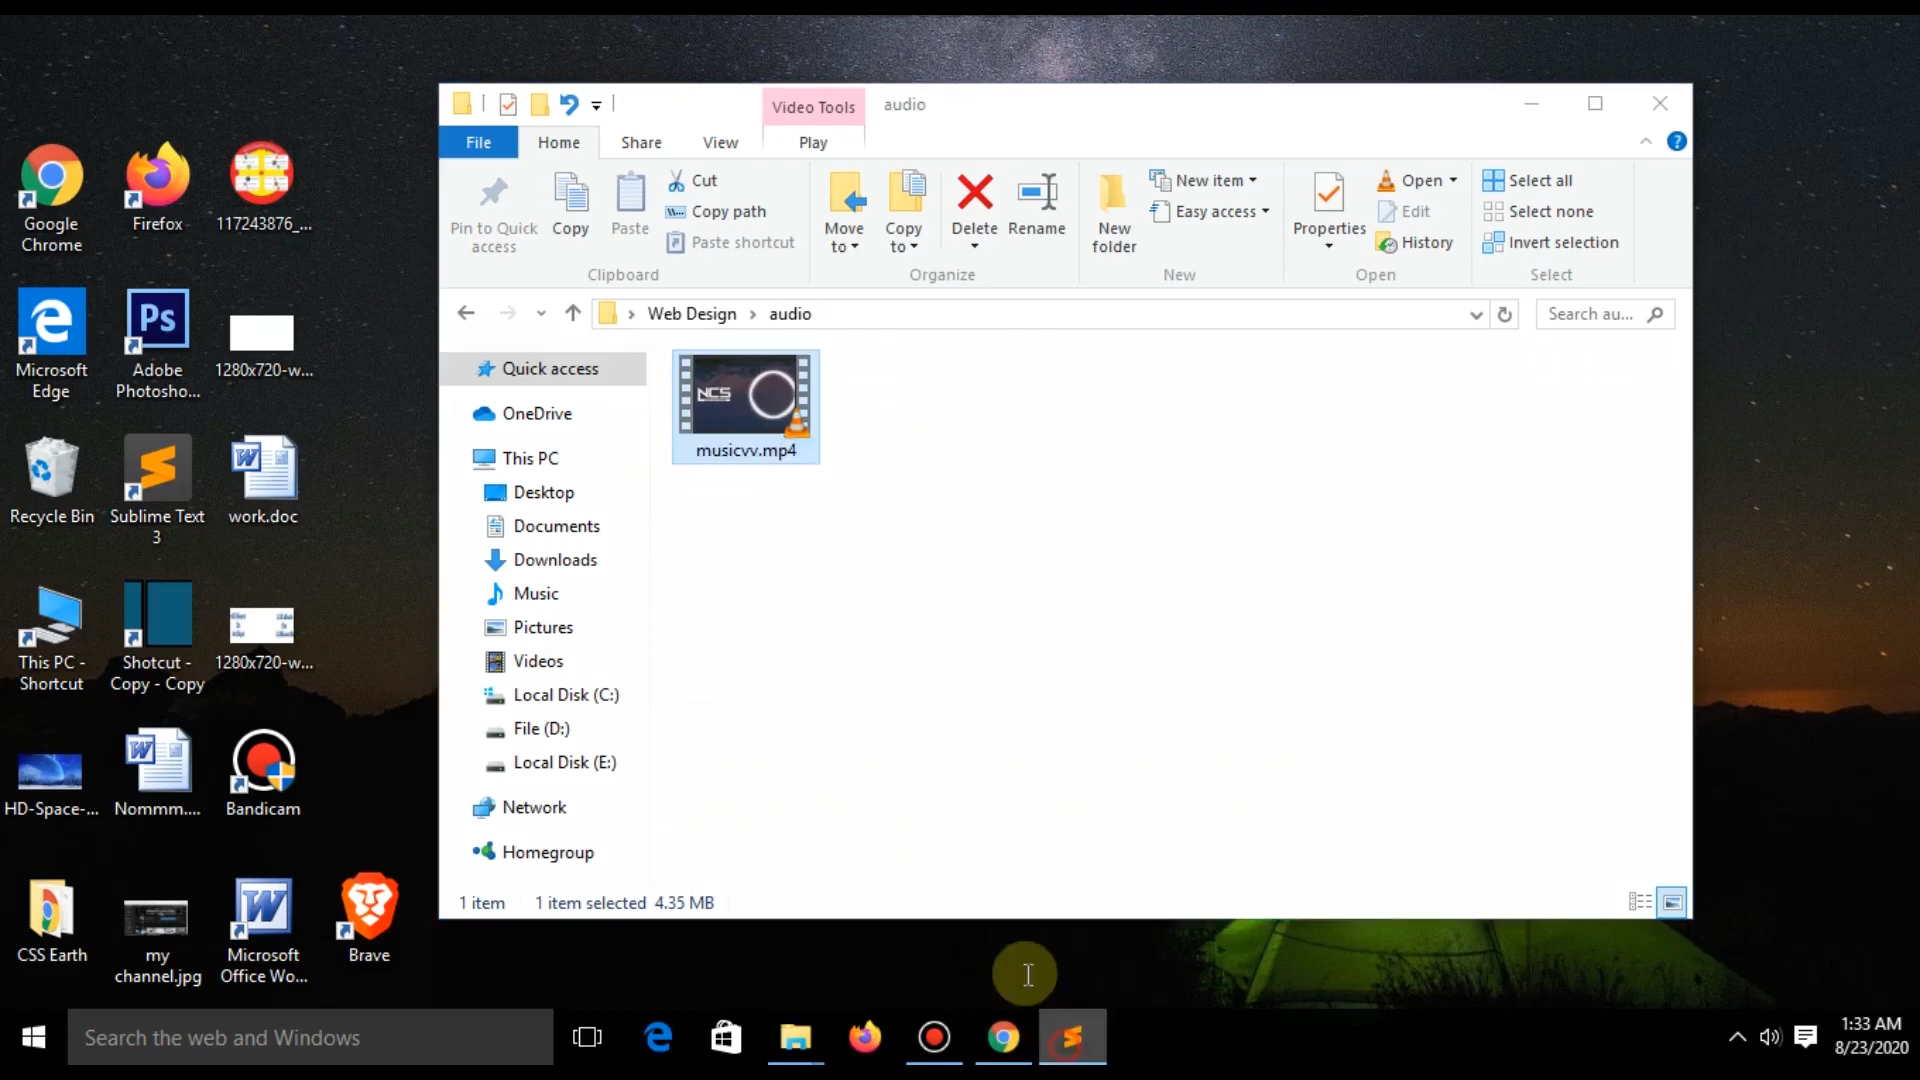 Video Tools
audio
File
Home
Share
View
Play
Pin to Quick
access
Copy
Paste
Cut
Copy path
Paste shortcut
Clipboard
Move
to
Copy
to
Delete
Rename
Organize
New
folder
New item
Easy access
New
Properties
Open
Edit
History
Open
Select all
Select none
Invert selection
Select
Web Design
audio
Search au...
Quick access
OneDrive
This PC
Desktop
Documents
Downloads
Music
Pictures
Videos
Local Disk (C:)
File (D:)
Local Disk (E:)
Network
Homegroup
NCS
musicvv.mp4
1 item
1 item selected 4.35 MB
Google
Chrome
Firefox
117243876_...
Microsoft
Edge
Ps
Adobe
Photosho...
1280x720-w...
Recycle Bin
Sublime Text
3
work.doc
This PC -
Shortcut
Shotcut -
Copy - Copy
1280x720-w...
HD-Space-...
Nommm....
Bandicam
CSS Earth
my
channel.jpg
Microsoft
Office Wo...
Brave
Search the web and Windows
1:33 AM
8/23/2020